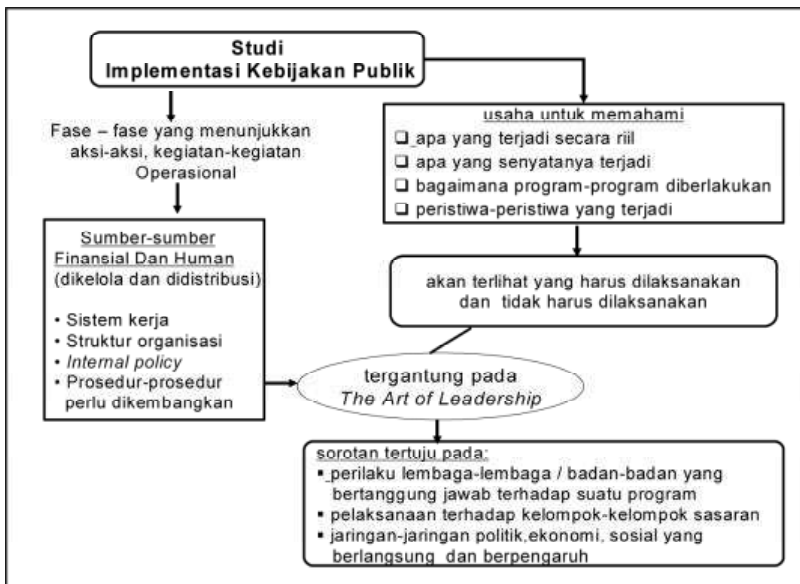 Studi
Implementasi Kebijakan Publik
Fase – fase yang menunjukkan
aksi-aksi, kegiatan-kegiatan
Operasional
usaha untuk memahami
❑ apa yang terjadi secara riil
❑ apa yang senyatanya terjadi
❑ bagaimana program-program diberlakukan
❑ peristiwa-peristiwa yang terjadi
Sumber-sumber
Finansial Dan Human
(dikelola dan didistribusi)
• Sistem kerja
• Struktur organisasi
• Internal policy
• Prosedur-prosedur
perlu dikembangkan
akan terlihat yang harus dilaksanakan
dan tidak harus dilaksanakan
tergantung pada
The Art of Leadership
sorotan tertuju pada:
▪ perilaku lembaga-lembaga / badan-badan yang
bertanggung jawab terhadap suatu program
▪ pelaksanaan terhadap kelompok-kelompok sasaran
▪ jaringan-jaringan politik,ekonomi, sosial yang
berlangsung dan berpengaruh